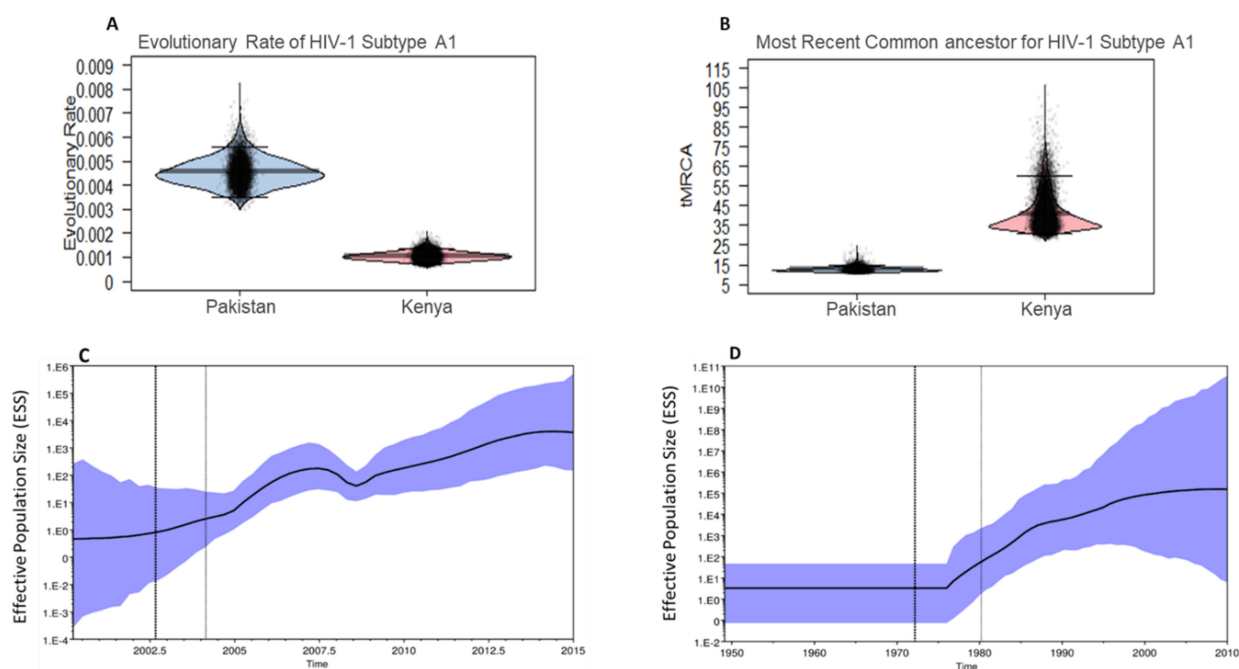 A
Evolutionary Rate of HIV-1 Subtype A1
Evolutionary Rate
0.009
0.008
0.007
0.006
0.005
0.004
0.003
0.002
0.001
0
Pakistan
Kenya
B
Most Recent Common ancestor for HIV-1 Subtype A1
tMRCA
115
105
95
85
75
65
55
45
35
25
15
5
Pakistan
Kenya
C
Effective Population Size (ESS)
1.E6
1.E5
1.E4
1.E3
1.E2
1.E1
1.E0
0
1.E-2
1.E-3
1.E-4
2002.5
2005
2007.5
2010
2012.5
2015
Time
D
Effective Population Size (ESS)
1.E11
1.E10
1.E9
1.E8
1.E7
1.E6
1.E5
1.E4
1.E3
1.E2
1.E1
1.E0
0
1.E-2
1950
1960
1970
1980
1990
2000
2010
Time